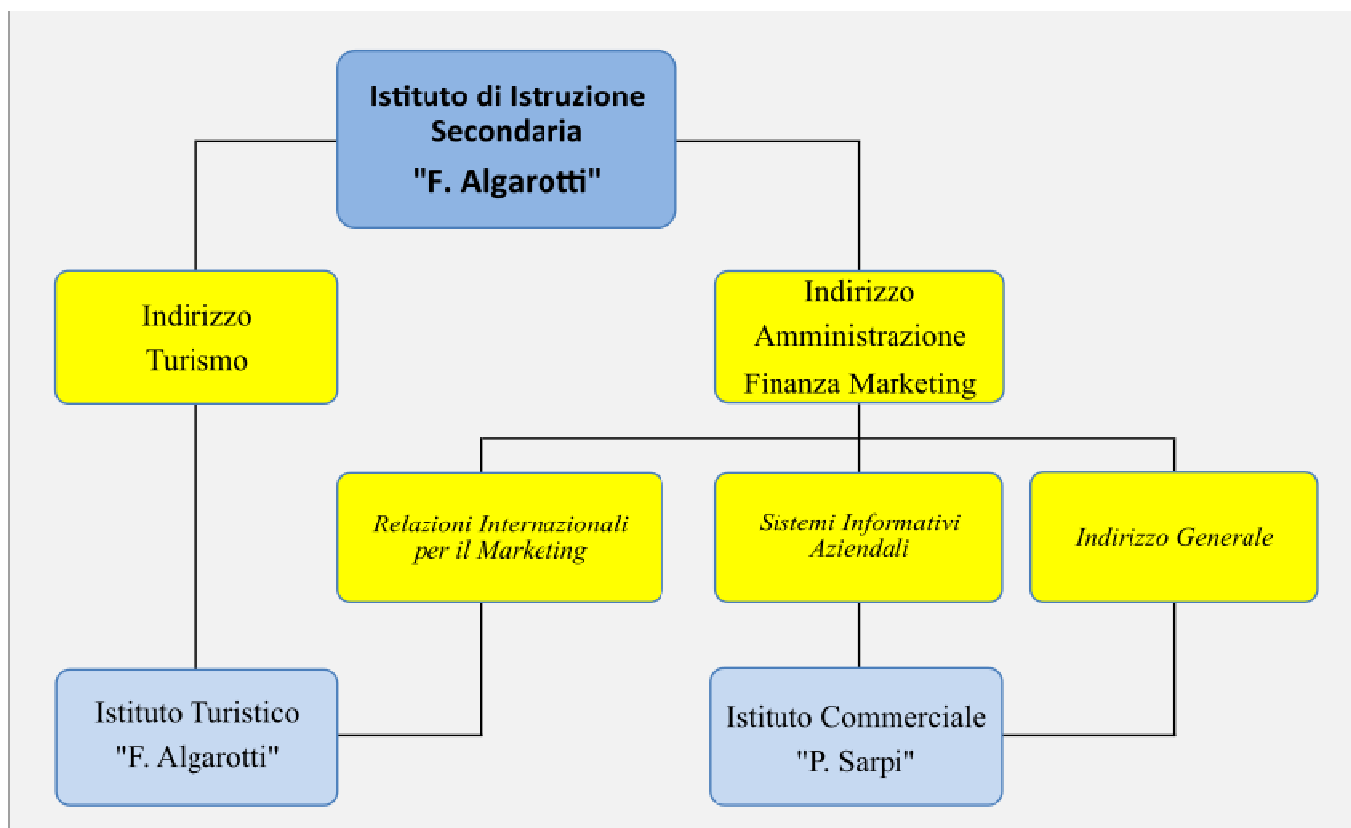 Istituto di Istruzione
Secondaria
"F. Algarotti"
Indirizzo
Turismo
Indirizzo
Amministrazione
Finanza Marketing
Relazioni Internazionali
per il Marketing
Sistemi Informativi
Aziendali
Indirizzo Generale
Istituto Turistico
"F. Algarotti"
Istituto Commerciale
"P. Sarpi"